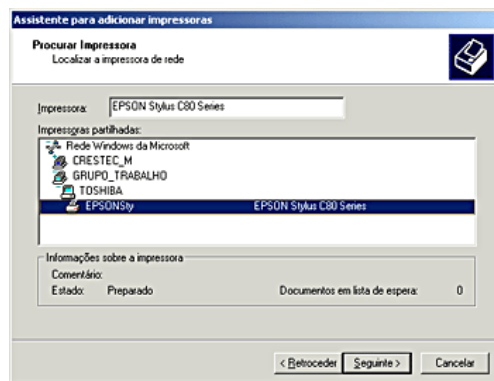 Assistente para adicionar impressoras
Procurar Impressora
Localizar a impressora de rede
Impressora: EPSON Stylus C80 Series
Impressoras partilhadas:
Rede Windows da Microsoft
CRESTEC_M
GRUPO_TRABALHO
TOSHIBA
EPSONSty EPSON Stylus C80 Series
Informações sobre a impressora
Comentário:
Estado: Preparado Documentos em lista de espera: 0
< Retroceder Seguinte > Cancelar